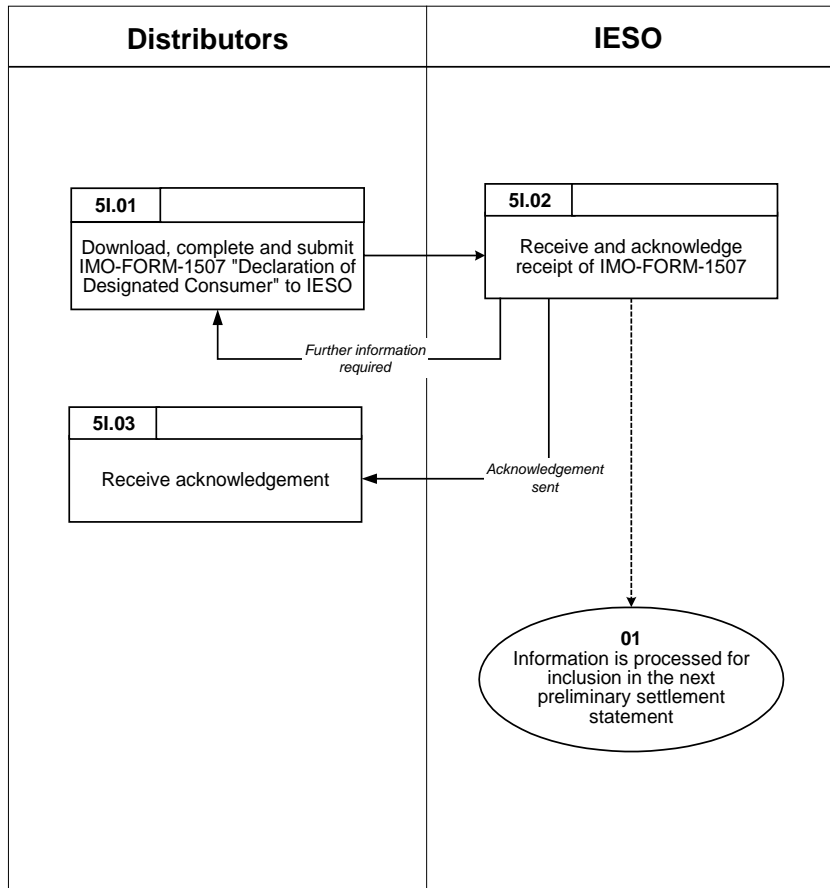 Distributors
IESO
5I.01
Download, complete and submit
IMO-FORM-1507 "Declaration of
Designated Consumer" to IESO
5I.02
Receive and acknowledge
receipt of IMO-FORM-1507
Further information
required
5I.03
Receive acknowledgement
Acknowledgement
sent
01
Information is processed for
inclusion in the next
preliminary settlement
statement